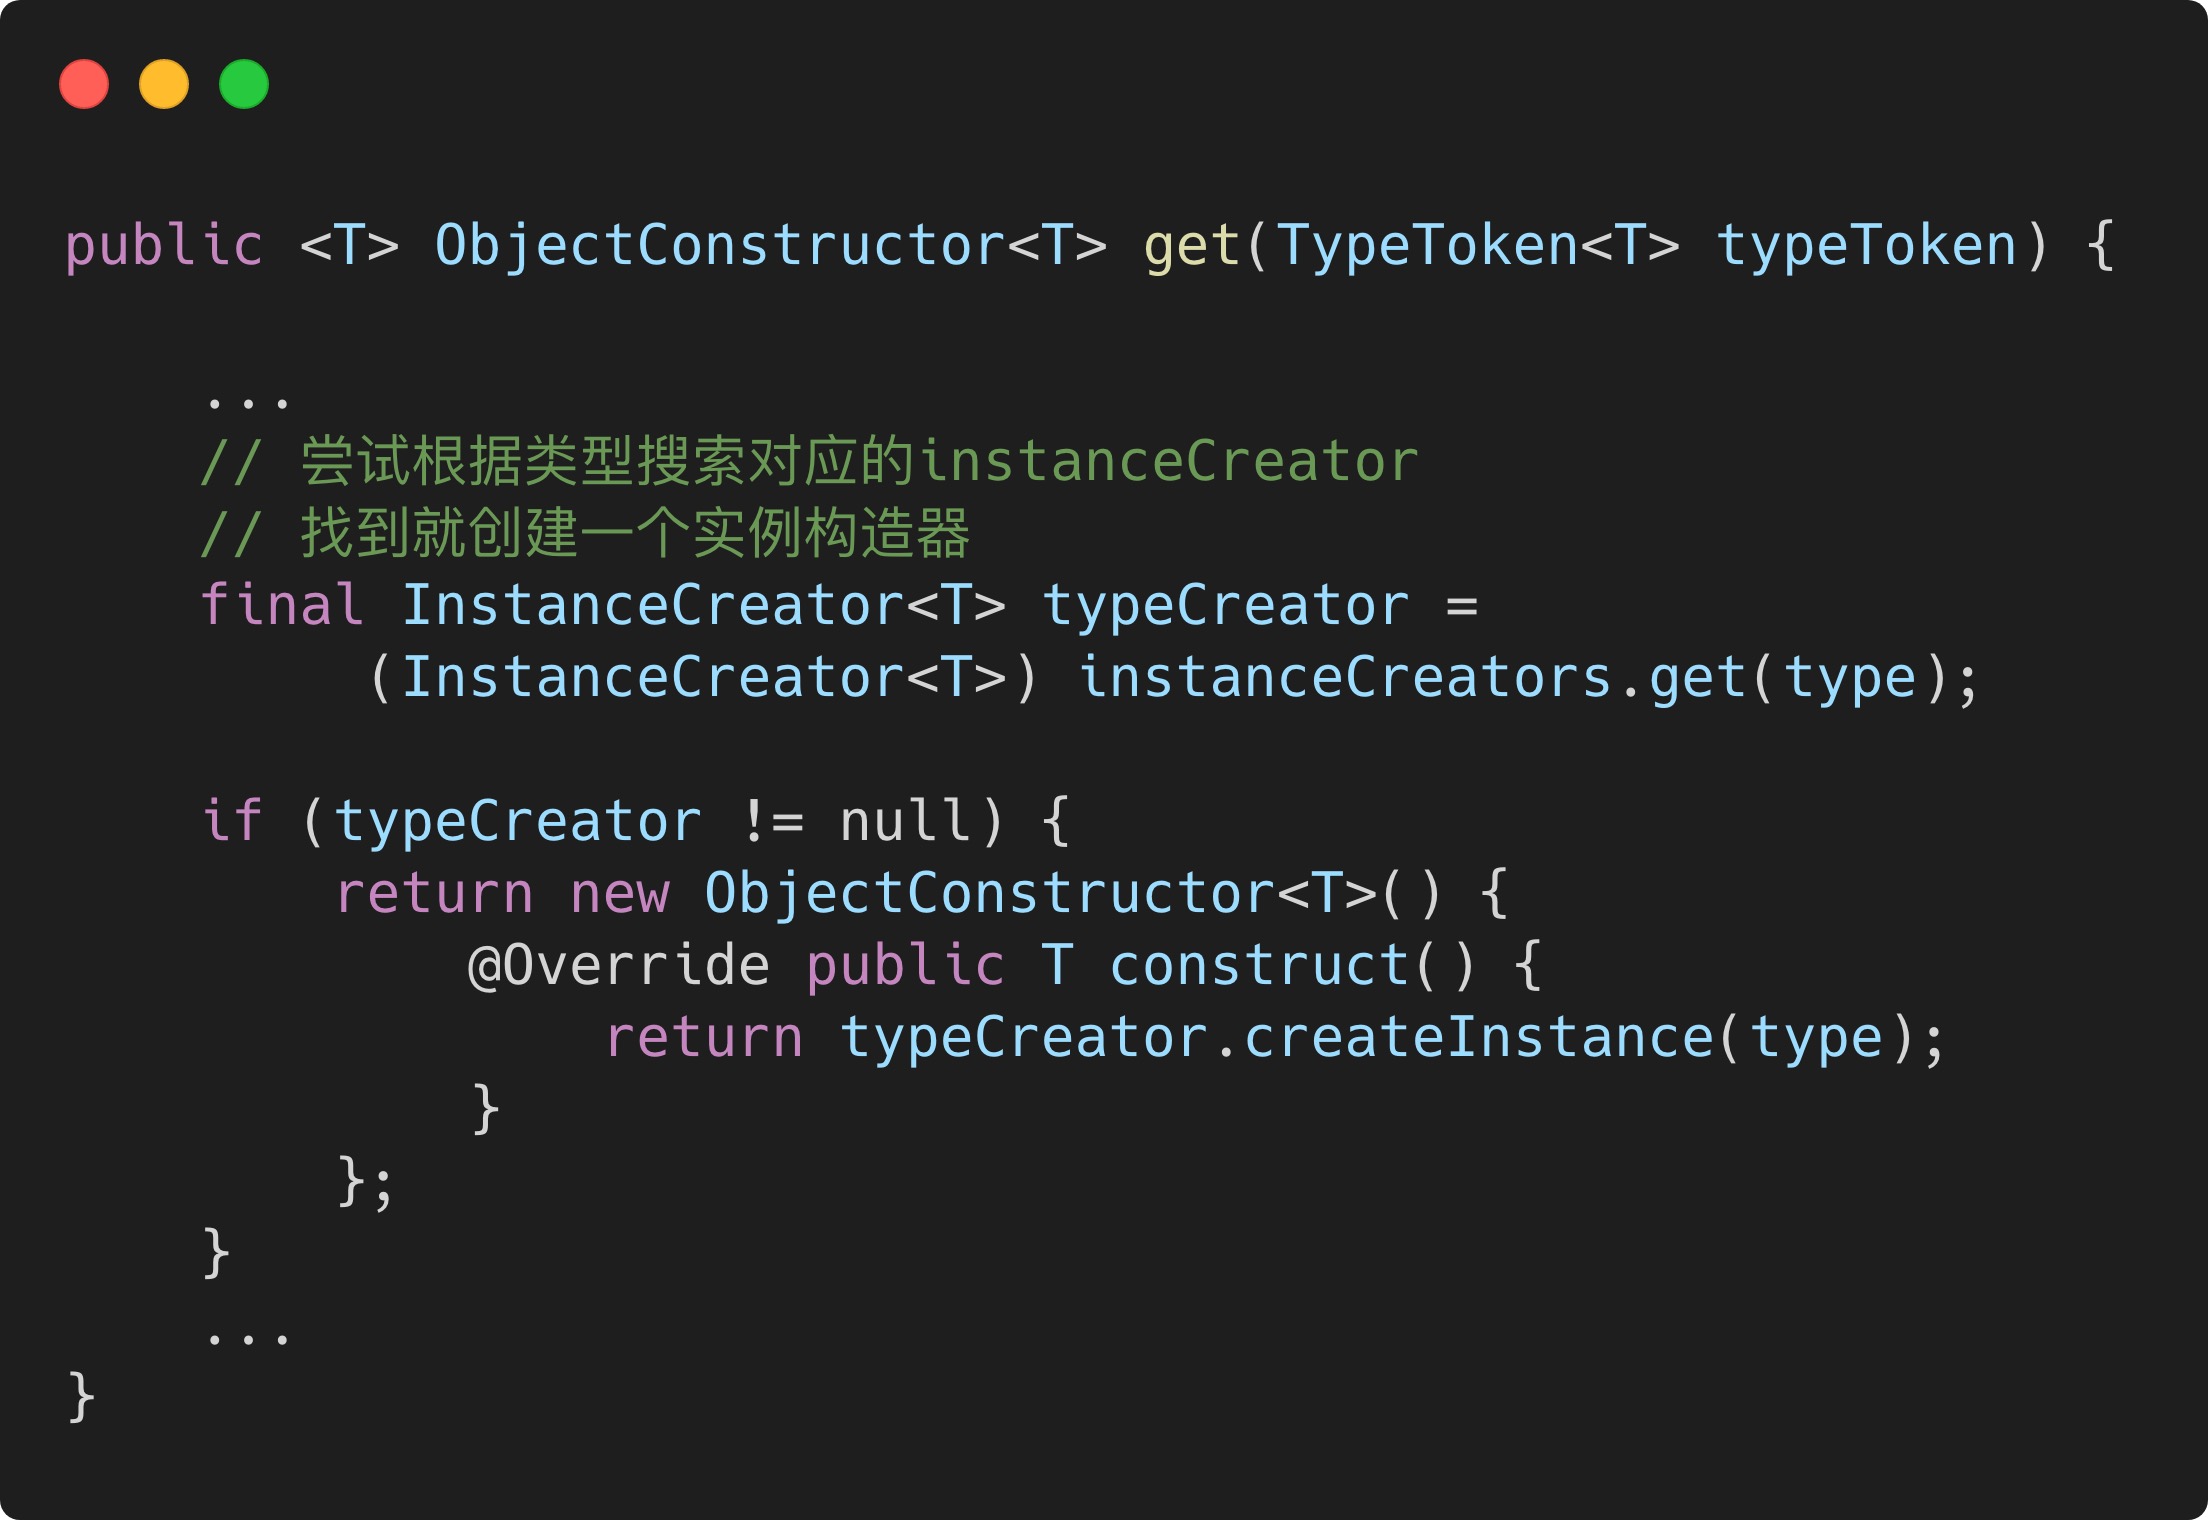 public <T> ObjectConstructor<T> get(TypeToken<T> typeToken) {
...
// 尝试根据类型搜索对应的instanceCreator
// 找到就创建一个实例构造器
final InstanceCreator<T> typeCreator =
(InstanceCreator<T>) instanceCreators.get(type);
if (typeCreator != null) {
return new ObjectConstructor<T>() {
@Override public T construct() {
return typeCreator.createInstance(type);
}
};
}
...
}